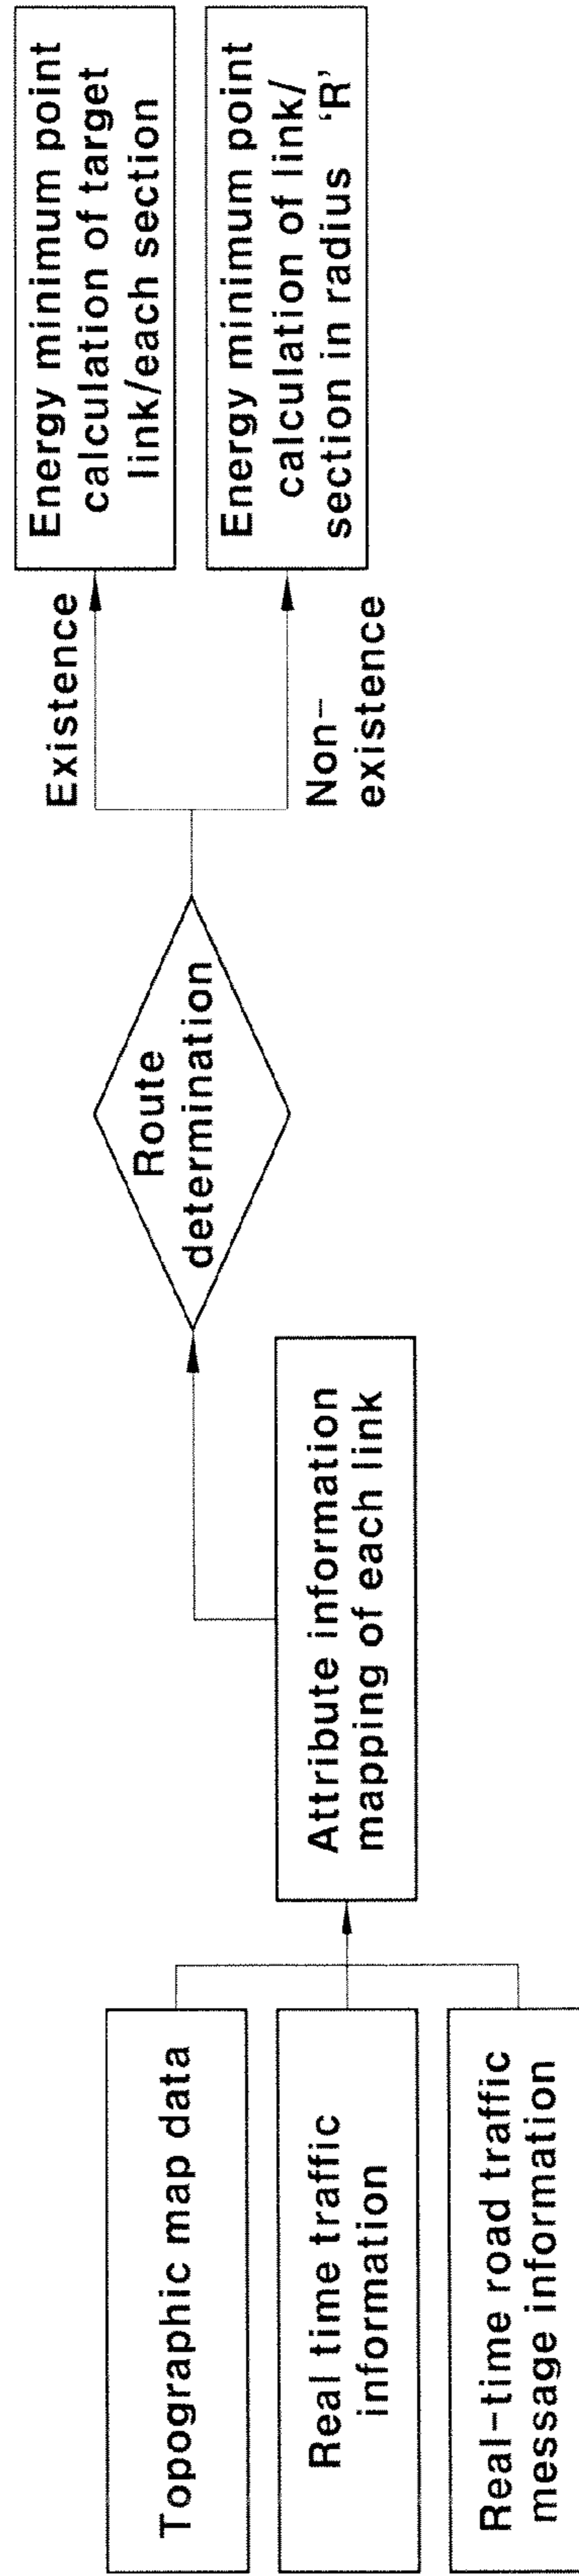 Topographic map data
Real time traffic
information
Real-time road traffic
message information
Attribute information
mapping of each link
Route
determination
Existence
Non-
existence
Energy minimum point
calculation of target
link/each section
Energy minimum point
calculation of link/
section in radius 'R'